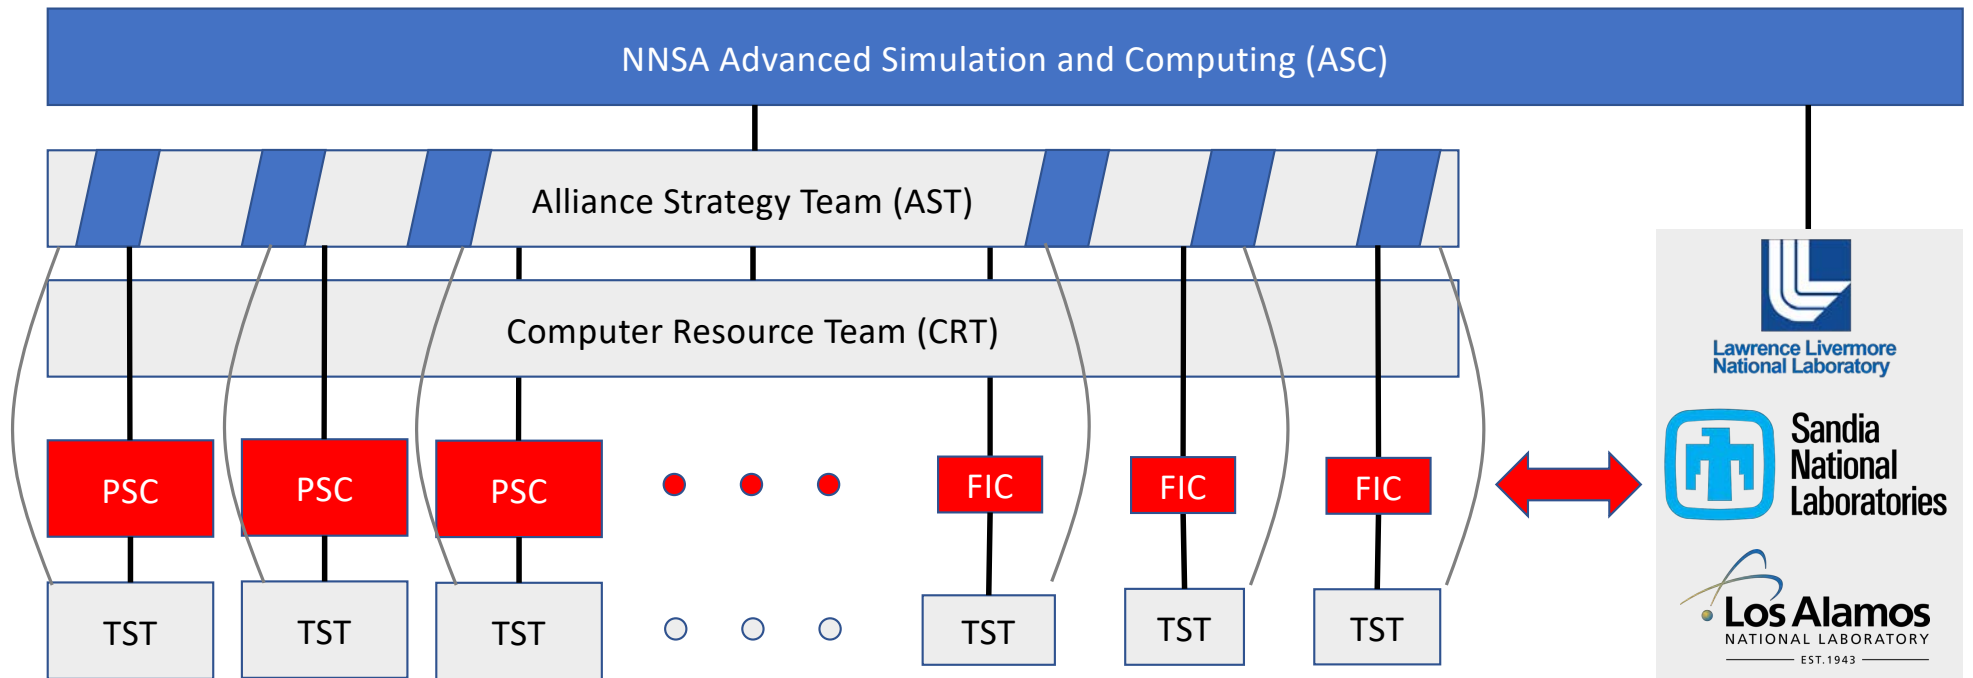 NNSA Advanced Simulation and Computing (ASC)
Alliance Strategy Team (AST)
Computer Resource Team (CRT)
PSC
PSC
PSC
FIC
FIC
FIC
TST
TST
TST
TST
TST
TST
Lawrence Livermore
National Laboratory
Sandia
National
Laboratories
Los Alamos
NATIONAL LABORATORY
EST.1943